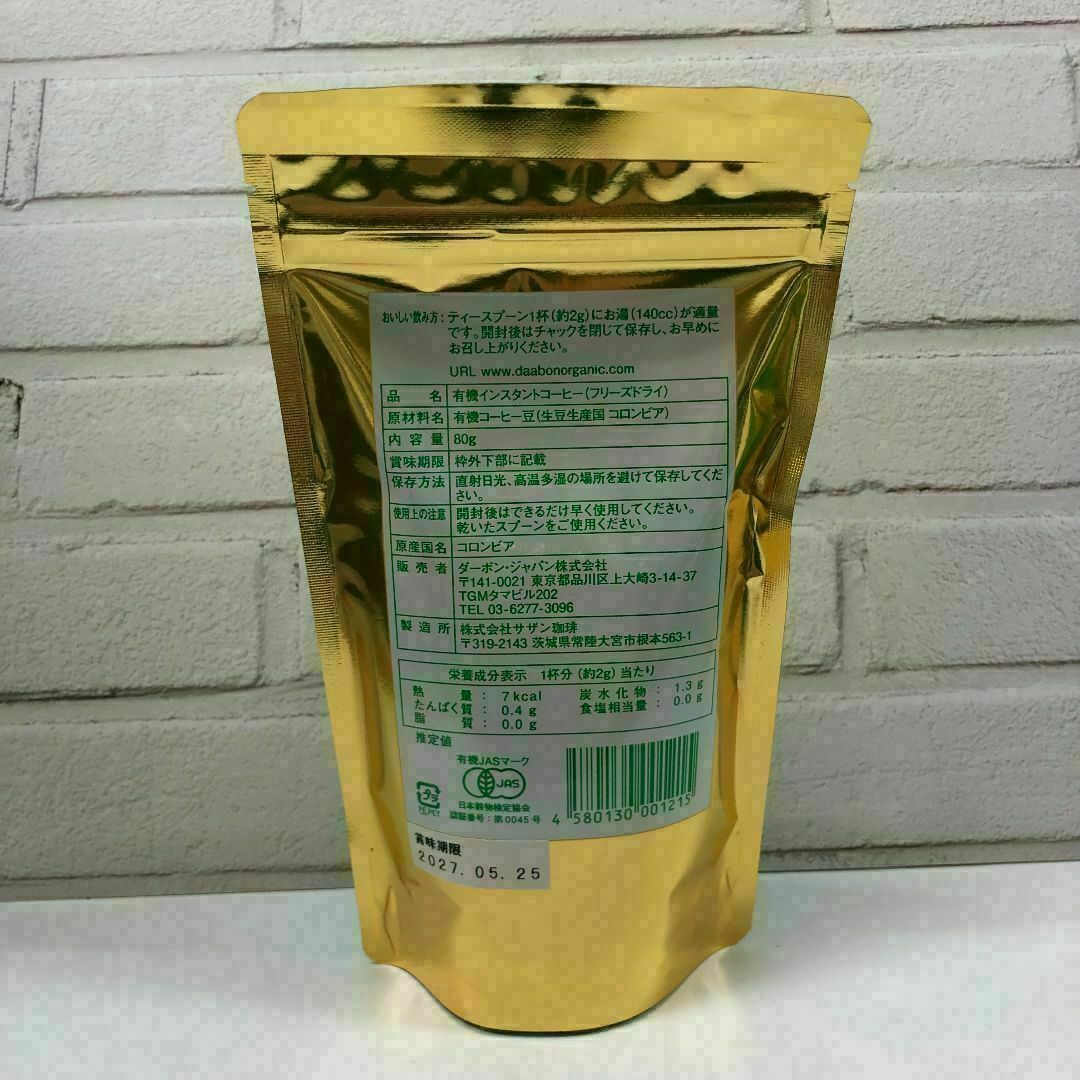 おいしい飲み方：ティースプーン1杯(約2g)にお湯(140cc)が適量
です。開封後はチャックを閉じて保存し、お早めに
お召し上がりください。
URL www.daabonorganic.com
品名 有機インスタントコーヒー(フリーズドライ)
原材料名 有機コーヒー豆(生豆生産国 コロンビア)
内容量 80g
賞味期限 枠外下部に記載
保存方法 直射日光、高温多湿の場所を避けて保存してくだ
さい。
使用上の注意 開封後はできるだけ早く使用してください。
乾いたスプーンをご使用ください。
原産国名 コロンビア
販売者 ダーボン・ジャパン株式会社
〒141-0021 東京都品川区上大崎3-14-37
TGMタマビル202
TEL 03-6277-3096
製造所 株式会社サザン珈琲
〒319-2143 茨城県常陸大宮市根本563-1
栄養成分表示 1杯分(約2g)当たり
熱量：7kcal 炭水化物：1.3g
たんぱく質：0.4g 食塩相当量：0.0g
脂質：0.0g
推定値
有機JASマーク
JAS
日本穀物検定協会
認証番号：第0045号
プラ
PE,PET
4 580130 001215
賞味期限
2027.05.25